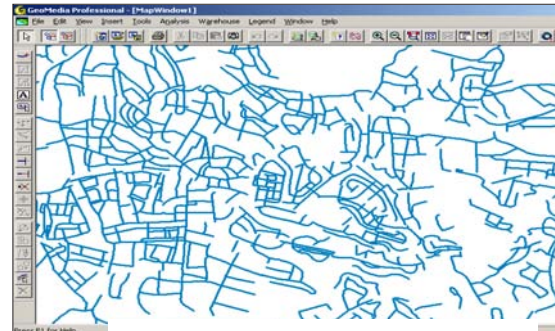 GeoMedia Professional - [MapWindow1]
File Edit View Insert Tools Analysis Warehouse Legend Window Help
A
Press F1 for Help